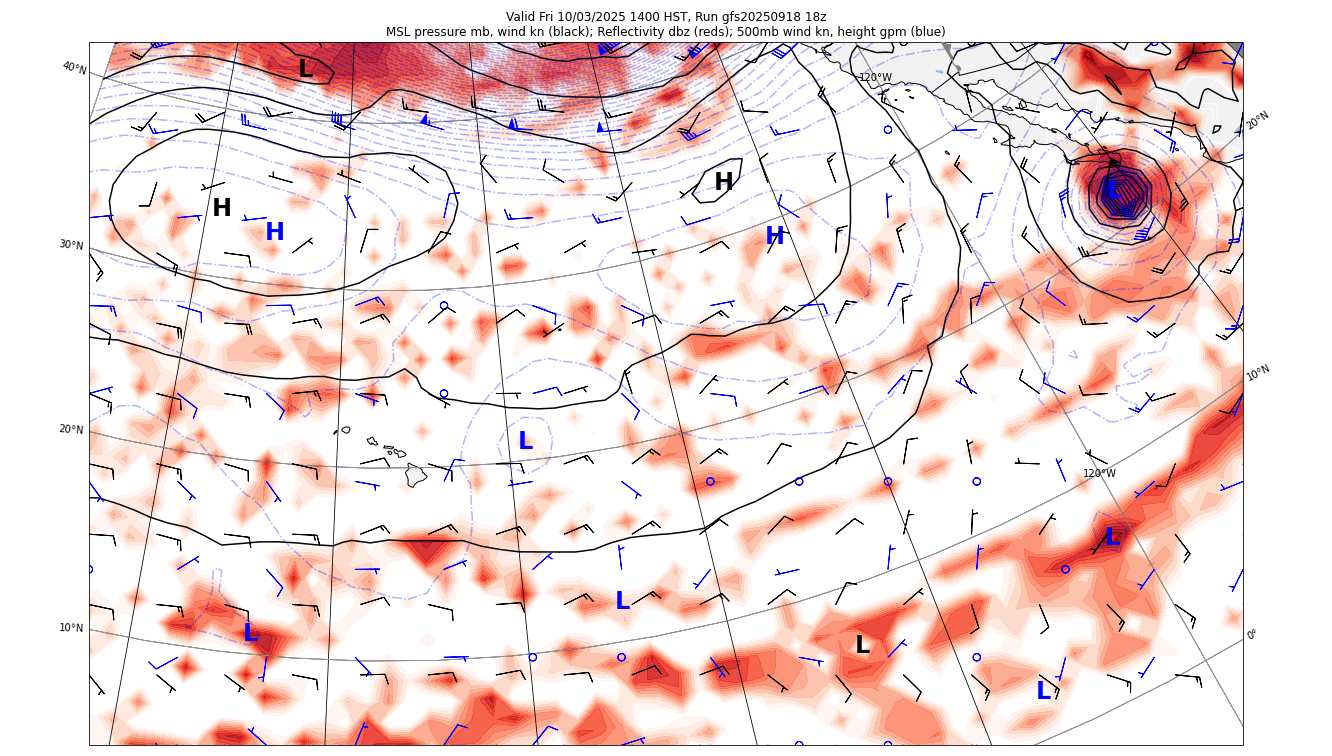 Valid Fri 10/03/2025 1400 HST, Run gfs20250918 18z
MSL pressure mb, wind kn (black); Reflectivity dbz (reds); 500mb wind kn, height gpm (blue)
40°N
L
120°W
20°N
H
L
H
H
H
30°N
10°N
20°N
L
120°W
L
L
10°N
L
L
0°
L